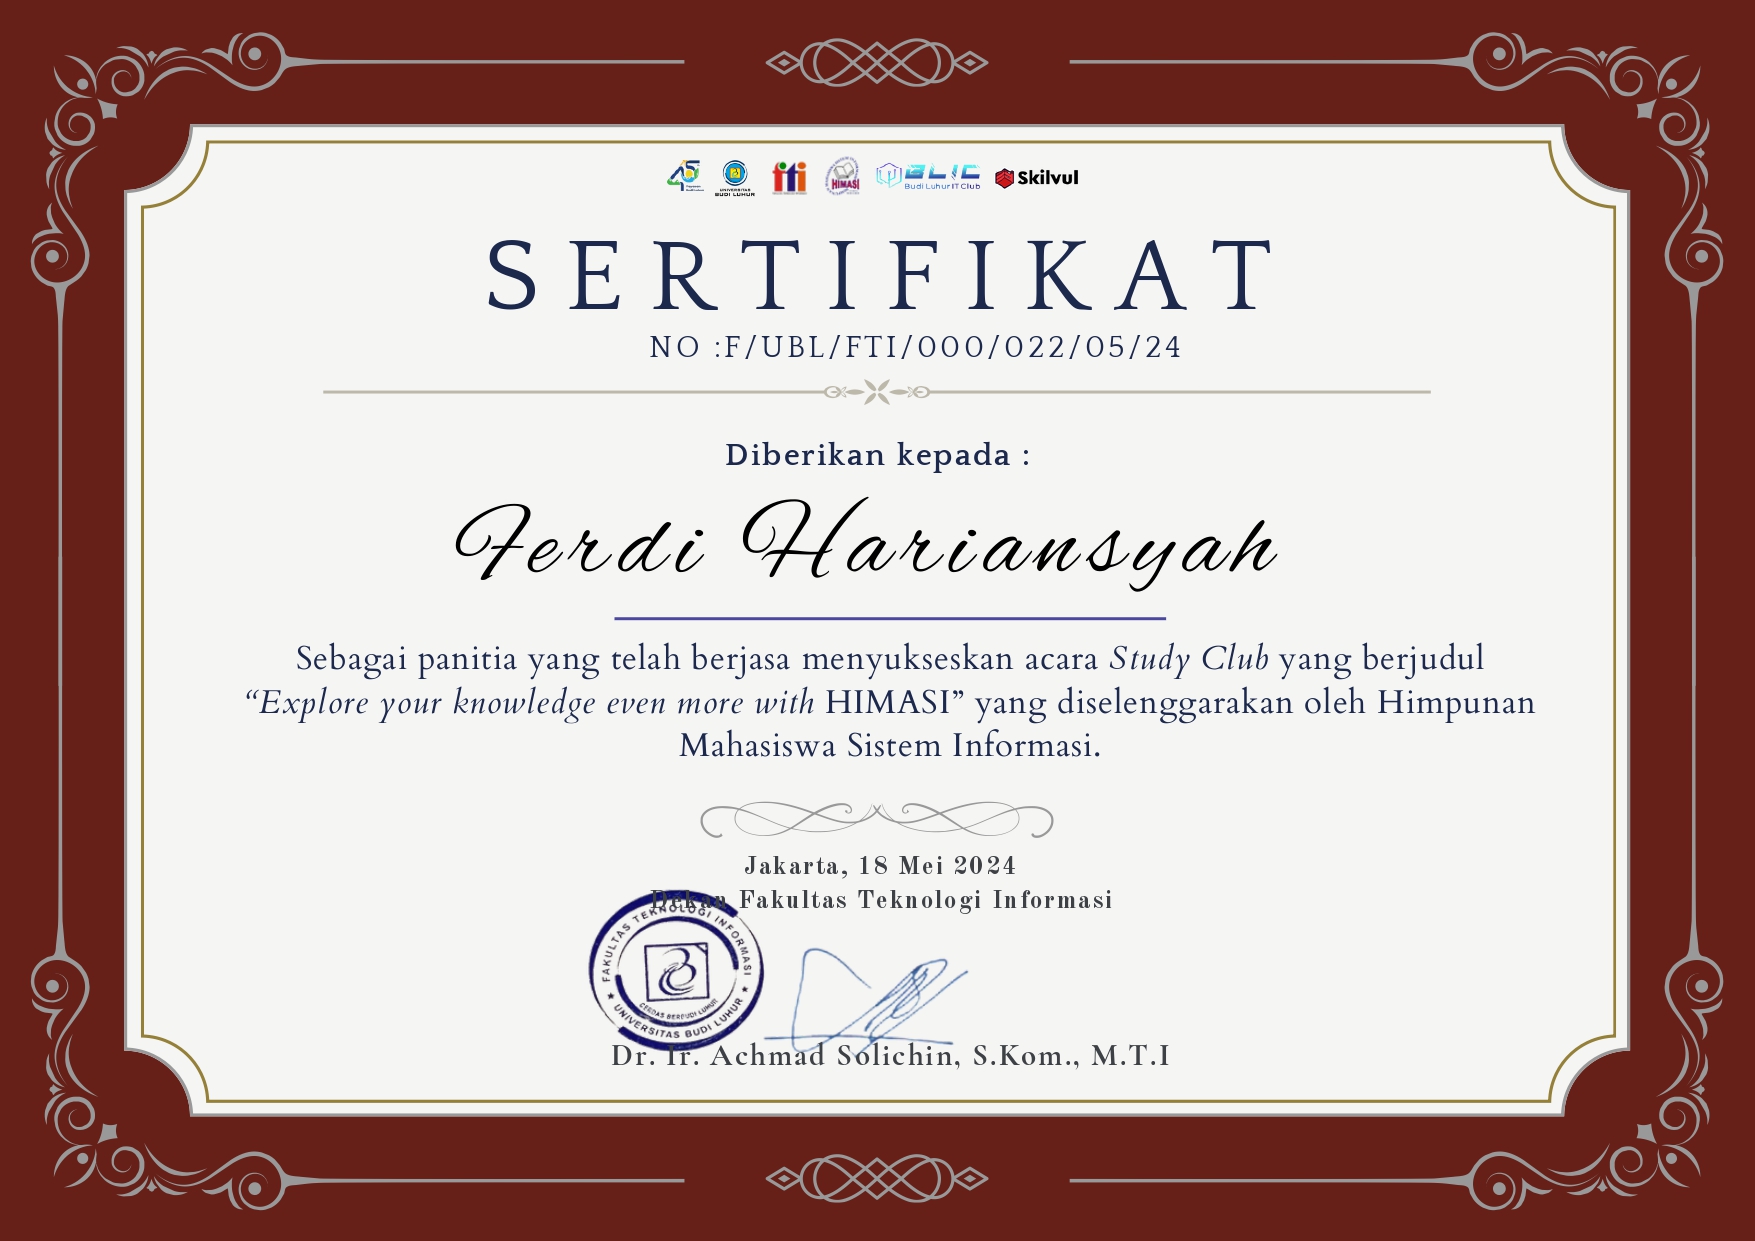 UNIVERSITAS
BUDI LUHUR
fti
HIMASI
BLIC
Budi Luhur IT Club
Skilvul
SERTIFIKAT
NO :F/UBL/FTI/000/022/05/24
Diberikan kepada :
Ferdi Hariansyah
Sebagai panitia yang telah berjasa menyukseskan acara Study Club yang berjudul
“Explore your knowledge even more with HIMASI” yang diselenggarakan oleh Himpunan
Mahasiswa Sistem Informasi.
Jakarta, 18 Mei 2024
Dekan Fakultas Teknologi Informasi
FAKULTAS TEKNOLOGI INFORMASI
CERDAS BERBUDI LUHUR
UNIVERSITAS BUDI LUHUR
Dr. Ir. Achmad Solichin, S.Kom., M.T.I